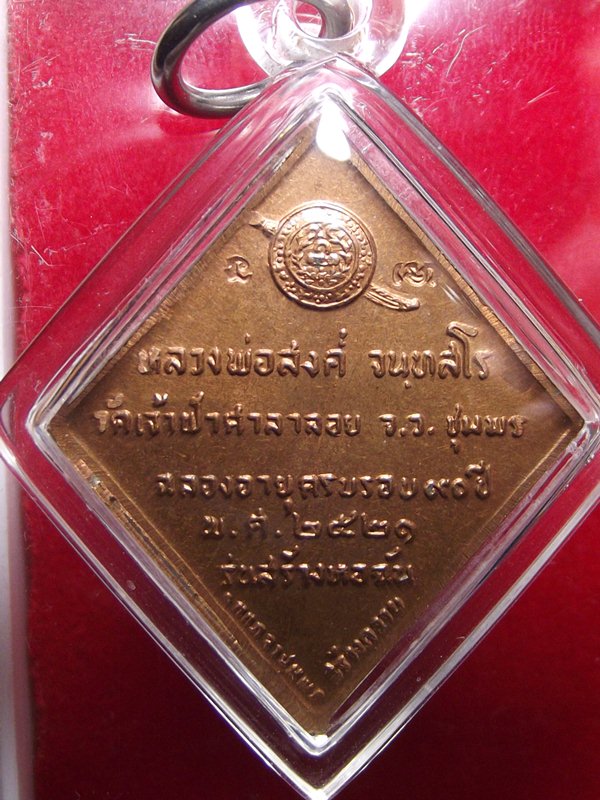 หลวงพ่อสงค์ จนฺทสโร
วัดเจ้าฟ้าศาลาลอย จ.ว. ชุมพร
ฉลองอายุครบรอบ๙๐ปี
พ.ศ.๒๕๒๑
รุ่นสร้างหอฉัน